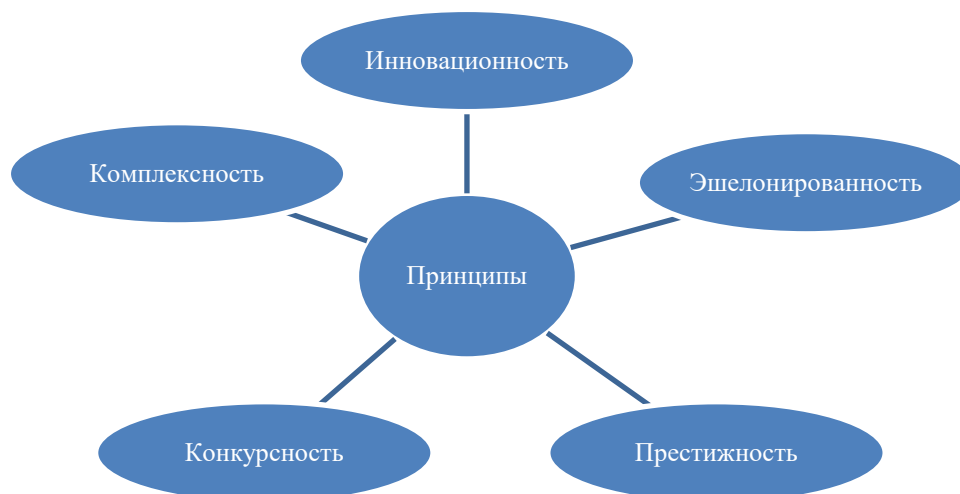 Инновационность
Комплексность
Эшелонированность
Принципы
Конкурсность
Престижность